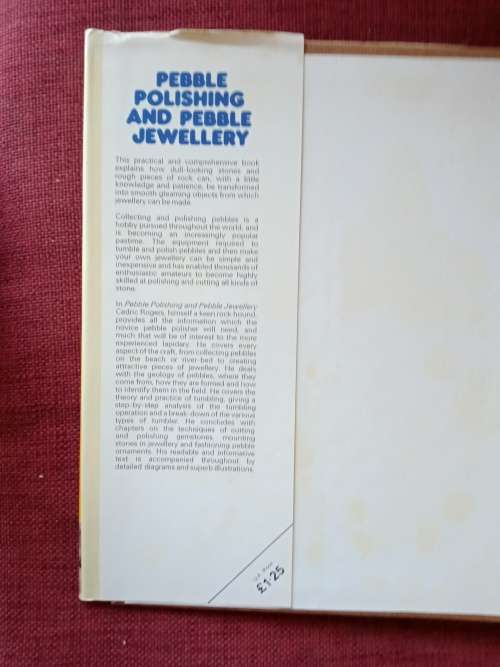 PEBBLE
POLISHING
AND PEBBLE
JEWELLERY
This practical and comprehensive book
explains how dull-looking stones and
rough pieces of rock can, with a little
knowledge and patience, be transformed
into smooth gleaming objects from which
jewellery can be made.
Collecting and polishing pebbles is a
hobby pursued throughout the world, and
is becoming an increasingly popular
pastime. The equipment required to
tumble and polish pebbles and then make
your own jewellery can be simple and
inexpensive and has enabled thousands of
enthusiastic amateurs to become highly
skilled at polishing and cutting all kinds of
stone.
In Pebble Polishing and Pebble Jewellery
Cedric Rogers, himself a keen rock hound,
provides all the information which the
novice pebble polisher will need, and
much that will be of interest to the more
experienced lapidary. He covers every
aspect of the craft, from collecting pebbles
on the beach or river-bed to creating
attractive pieces of jewellery. He deals
with the geology of pebbles, where they
come from, how they are formed and how
to identify them in the field. He covers the
theory and practice of tumbling, giving a
step-by-step analysis of the tumbling
operation and a break-down of the various
types of tumbler. He concludes with
chapters on the techniques of cutting
and polishing gemstones, mounting
stones in jewellery and fashioning pebble
ornaments. His readable and informative
text is accompanied throughout by
detailed diagrams and superb illustrations.
£1·25